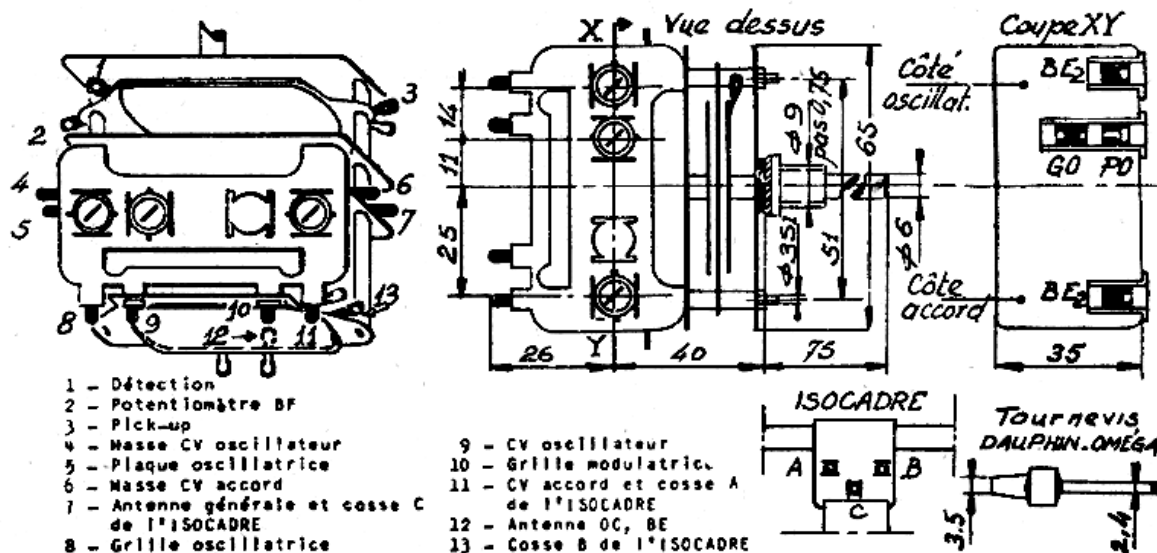 X
Vue dessus
Coupe XY
Côté
oscillat.
BE2
GO PO
Côte
accord
BE2
35
3
2
4
5
6
7
8
9
10
11
12
13
14
11
25
26
Y
40
75
ø 9
pas 0,75
65
ø 3,51
51
ø 6
1 - Détection
2 - Potentiomètre BF
3 - Pick-up
4 - Masse CV oscillateur
5 - Plaque oscillatrice
6 - Masse CV accord
7 - Antenne générale et cosse C
de l'ISOCADRE
8 - Grille oscillatrice
9 - CV oscillateur
10 - Grille modulatrice
11 - CV accord et cosse A
de l'ISOCADRE
12 - Antenne OC, BE
13 - Cosse B de l'ISOCADRE
ISOCADRE
A
B
C
Tournevis
DAUPHIN.OMÉGA
3.5
2,4